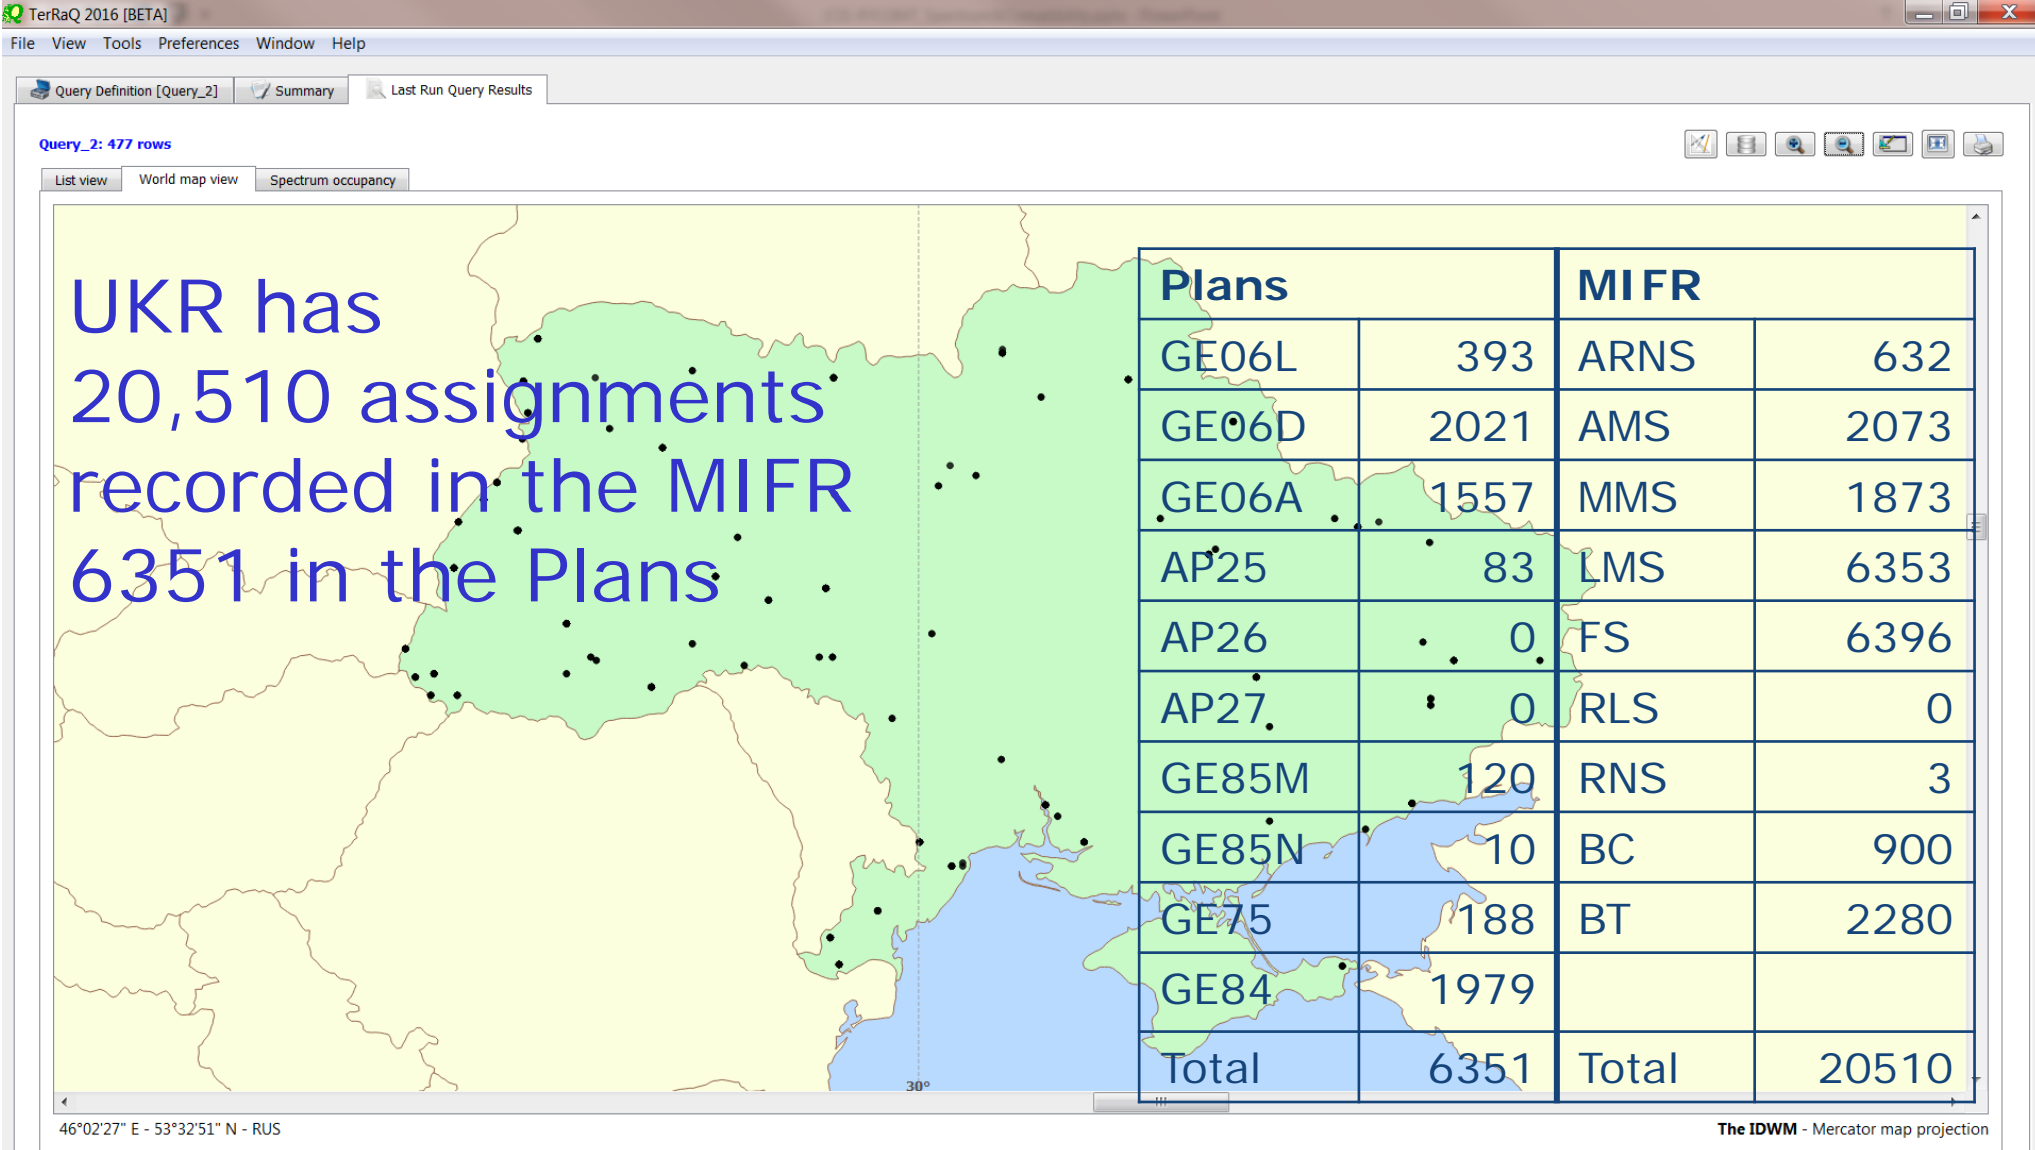 TerRaQ 2016 [BETA]
File View Tools Preferences Window Help
Query Definition [Query_2] Summary Last Run Query Results
Query_2: 477 rows
List view World map view Spectrum occupancy
UKR has
20,510 assignments
recorded in the MIFR
6351 in the Plans
Plans MIFR
GE06L 393 ARNS 632
GE06D 2021 AMS 2073
GE06A 1557 MMS 1873
AP25 83 LMS 6353
AP26 0 FS 6396
AP27 0 RLS 0
GE85M 120 RNS 3
GE85N 10 BC 900
GE75 188 BT 2280
GE84 1979
Total 6351 Total 20510
30°
46°02'27" E - 53°32'51" N - RUS
The IDWM - Mercator map projection